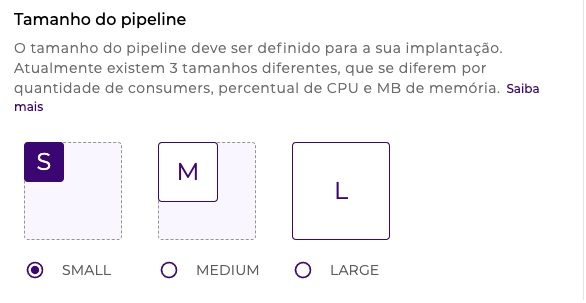 Tamanho do pipeline
O tamanho do pipeline deve ser definido para a sua implantação.
Atualmente existem 3 tamanhos diferentes, que se diferem por
quantidade de consumers, percentual de CPU e MB de memória. Saiba
mais
S
M
L
SMALL
MEDIUM
LARGE